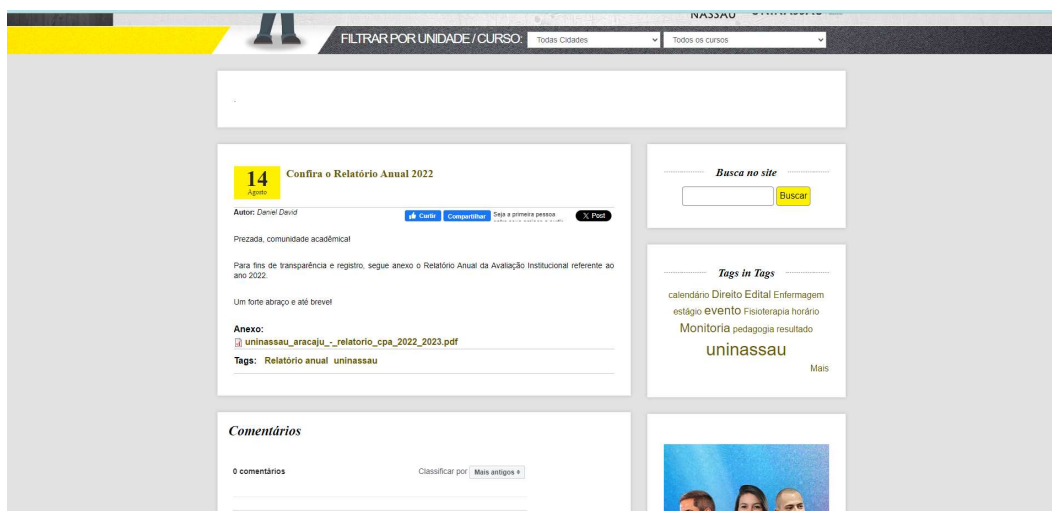 NASSAU
FILTRAR POR UNIDADE / CURSO: Todas Cidades Todos os cursos
14
Agosto
Confira o Relatório Anual 2022
Autor: Daniel David
Curtir Compartilhar Seja a primeira pessoa
X Post
Prezada, comunidade acadêmica!
Para fins de transparência e registro, segue anexo o Relatório Anual da Avaliação Institucional referente ao
ano 2022.
Um forte abraço e até breve!
Anexo:
uninassau_aracaju_-_relatorio_cpa_2022_2023.pdf
Tags: Relatório anual uninassau
Comentários
0 comentários Classificar por Mais antigos
Busca no site
Buscar
Tags in Tags
calendário Direito Edital Enfermagem
estágio evento Fisioterapia horário
Monitoria pedagogia resultado
uninassau
Mais